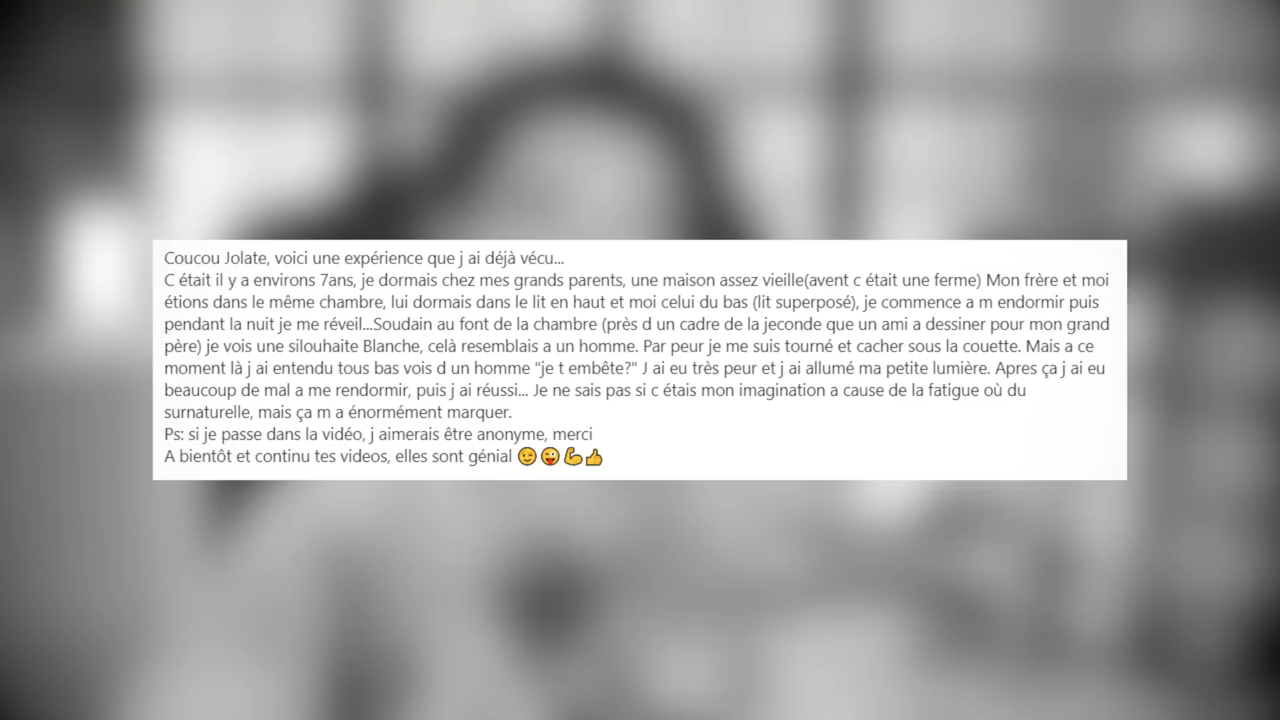 Coucou Jolate, voici une expérience que j ai déjà vécu...
C était il y a environs 7ans, je dormais chez mes grands parents, une maison assez vieille(avent c était une ferme) Mon frère et moi
étions dans le même chambre, lui dormais dans le lit en haut et moi celui du bas (lit superposé), je commence a m endormir puis
pendant la nuit je me réveil...Soudain au font de la chambre (près d un cadre de la jeconde que un ami a dessiner pour mon grand
père) je vois une silouhaite Blanche, celà resemblais a un homme. Par peur je me suis tourné et cacher sous la couette. Mais a ce
moment là j ai entendu tous bas vois d un homme "je t embête?" J ai eu très peur et j ai allumé ma petite lumière. Apres ça j ai eu
beaucoup de mal a me rendormir, puis j ai réussi... Je ne sais pas si c étais mon imagination a cause de la fatigue où du
surnaturelle, mais ça m a énormément marquer.
Ps: si je passe dans la vidéo, j aimerais être anonyme, merci
A bientôt et continu tes videos, elles sont génial 😉😜💪👍